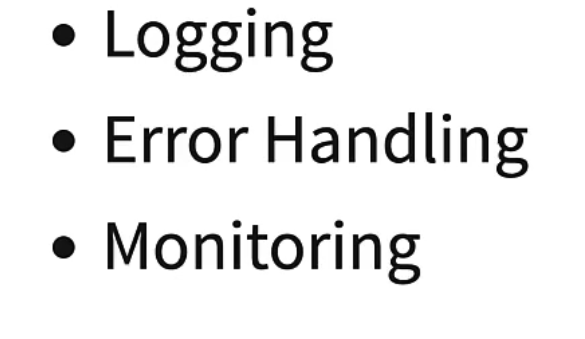 • Logging
• Error Handling
• Monitoring